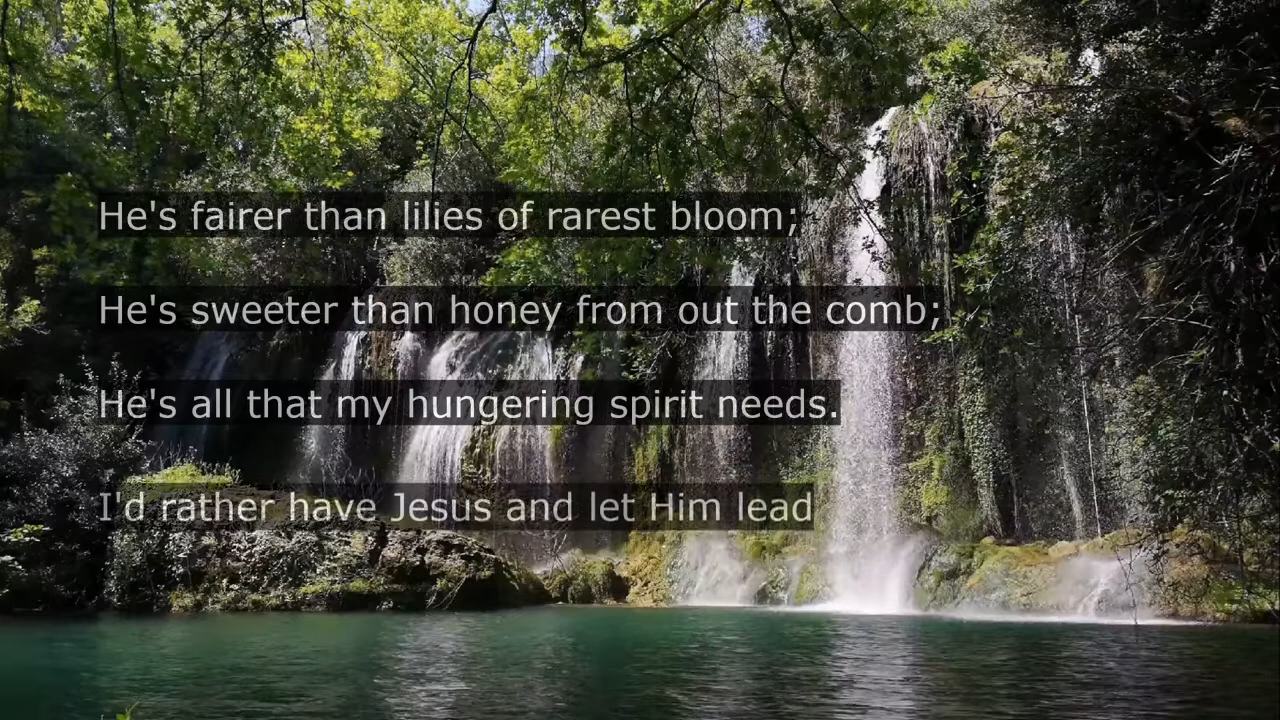 He's fairer than lilies of rarest bloom;
He's sweeter than honey from out the comb;
He's all that my hungering spirit needs.
I'd rather have Jesus and let Him lead